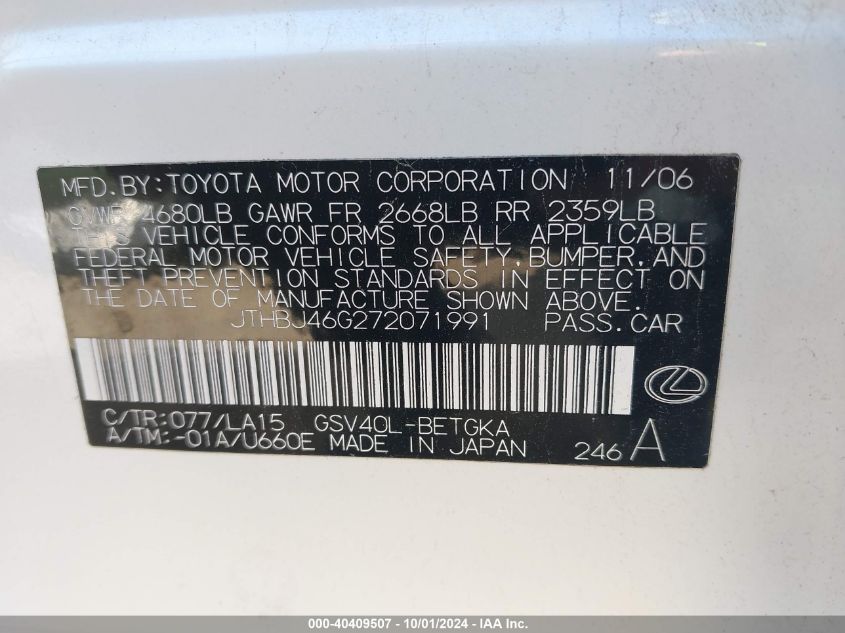 MFD. BY: TOYOTA MOTOR CORPORATION 11/06
GVWR 4680LB GAWR FR 2668LB RR 2359LB
THIS VEHICLE CONFORMS TO ALL APPLICABLE
FEDERAL MOTOR VEHICLE SAFETY, BUMPER, AND
THEFT PREVENTION STANDARDS IN EFFECT ON
THE DATE OF MANUFACTURE SHOWN ABOVE.
JTHBJ46G272071991 PASS. CAR
C/TR: 077/LA15 GSV40L-BETGKA
A/TM: -01A/U660E MADE IN JAPAN
246 A
000-40409507 - 10/01/2024 - IAA Inc.